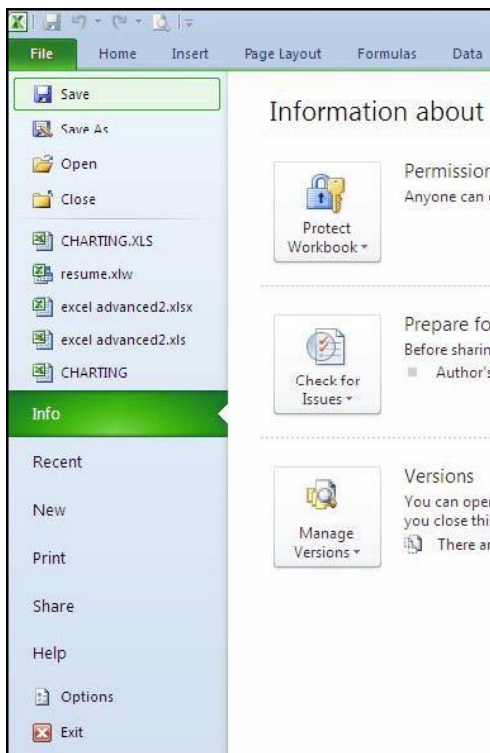 File Home Insert Page Layout Formulas Data
Save
Save As
Open
Close
CHARTING.XLS
resume.xlw
excel advanced2.xlsx
excel advanced2.xls
CHARTING
Info
Recent
New
Print
Share
Help
Options
Exit
Information about
Protect
Workbook
Permission
Anyone can
Check for
Issues
Prepare fo
Before sharin
Author's
Manage
Versions
Versions
You can oper
you close thi
There ar